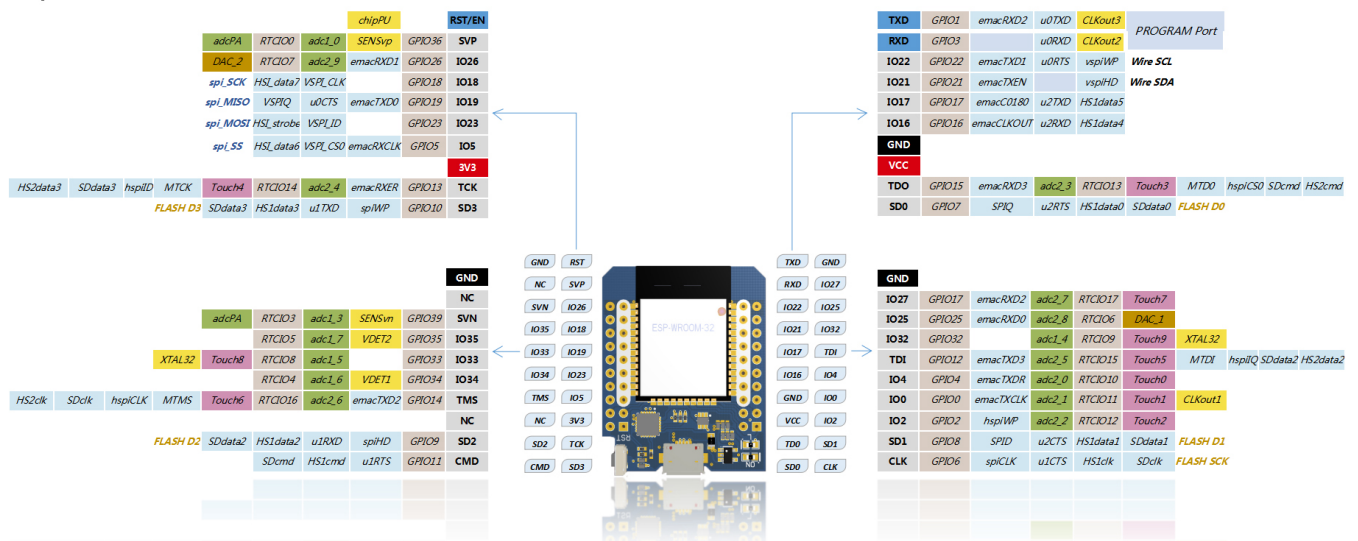 chipPU RST/EN
adcPA RTCIO0 adc1_0 SENSvp GPIO36 SVP
DAC_2 RTCIO7 adc2_9 emacRXD1 GPIO26 IO26
spi_SCK HSI_data7 VSPI_CLK GPIO18 IO18
spi_MISO VSPIQ u0CTS emacTXD0 GPIO19 IO19
spi_MOSI HSI_strobe VSPI_ID GPIO23 IO23
spi_SS HSI_data6 VSPI_CS0 emacRXCLK GPIO5 IO5
3V3
HS2data3 SDdata3 hspiID MTCK Touch4 RTCIO14 adc2_4 emacRXER GPIO13 TCK
FLASH D3 SDdata3 HS1data3 u1TXD spiWP GPIO10 SD3
TXD GPIO1 emacRXD2 u0TXD CLKout3 PROGRAM Port
RXD GPIO3 u0RXD CLKout2
IO22 GPIO22 emacTXD1 u0RTS vspiWP Wire SCL
IO21 GPIO21 emacTXEN vspiHD Wire SDA
IO17 GPIO17 emacC0180 u2TXD HS1data5
IO16 GPIO16 emacCLKOUT u2RXD HS1data4
GND
VCC
TDO GPIO15 emacRXD3 adc2_3 RTCIO13 Touch3 MTD0 hspiCS0 SDcmd HS2cmd
SD0 GPIO7 SPIQ u2RTS HS1data0 SDdata0 FLASH D0
GND
NC
adcPA RTCIO3 adc1_3 SENSvn GPIO39 SVN
RTCIO5 adc1_7 VDET2 GPIO35 IO35
XTAL32 Touch8 RTCIO8 adc1_5 GPIO33 IO33
RTCIO4 adc1_6 VDET1 GPIO34 IO34
HS2clk SDclk hspiCLK MTMS Touch6 RTCIO16 adc2_6 emacTXD2 GPIO14 TMS
NC
FLASH D2 SDdata2 HS1data2 u1RXD spiHD GPIO9 SD2
SDcmd HS1cmd u1RTS GPIO11 CMD
GND RST
NC SVP
SVN IO26
IO35 IO18
IO33 IO19
IO34 IO23
TMS IO5
NC 3V3
SD2 TCK
CMD SD3
ESP-WROOM-32
RST
ON
TXD GND
RXD IO27
IO22 IO25
IO21 IO32
IO17 TDI
IO16 IO4
GND IO0
VCC IO2
TD0 SD1
SD0 CLK
GND
IO27 GPIO17 emacRXD2 adc2_7 RTCIO17 Touch7
IO25 GPIO25 emacRXD0 adc2_8 RTCIO6 DAC_1
IO32 GPIO32 adc1_4 RTCIO9 Touch9 XTAL32
TDI GPIO12 emacTXD3 adc2_5 RTCIO15 Touch5 MTDI hspiIQ SDdata2 HS2data2
IO4 GPIO4 emacTXDR adc2_0 RTCIO10 Touch0
IO0 GPIO0 emacTXCLK adc2_1 RTCIO11 Touch1 CLKout1
IO2 GPIO2 hspiWP adc2_2 RTCIO12 Touch2
SD1 GPIO8 SPID u2CTS HS1data1 SDdata1 FLASH D1
CLK GPIO6 spiCLK u1CTS HS1clk SDclk FLASH SCK